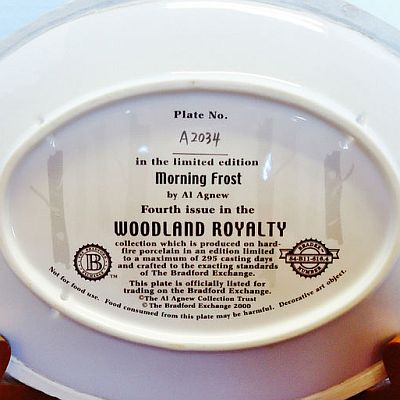 Plate No.
A2034
in the limited edition
Morning Frost
by Al Agnew
Fourth issue in the
WOODLAND ROYALTY
collection which is produced on hard-
fire porcelain in an edition limited
to a maximum of 295 casting days
and crafted to the exacting standards
of The Bradford Exchange.
This plate is officially listed for
trading on the Bradford Exchange.
©The Al Agnew Collection Trust
©The Bradford Exchange 2000
B
BRADEX
84-B11-616.4
NUMBER
Not for food use. Food consumed from this plate may be harmful. Decorative art object.